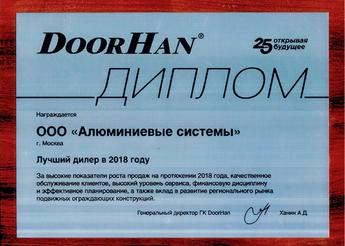 DOORHAN®
25 открывая
будущее
ДИПЛОМ
Награждается
ООО «Алюминиевые системы»
г. Москва
Лучший дилер в 2018 году
За высокие показатели роста продаж на протяжении 2018 года, качественное
обслуживание клиентов, высокий уровень сервиса, финансовую дисциплину
и эффективное планирование, а также вклад в развитие регионального рынка
подвижных ограждающих конструкций.
Генеральный директор ГК DoorHan Ханин А.Д.